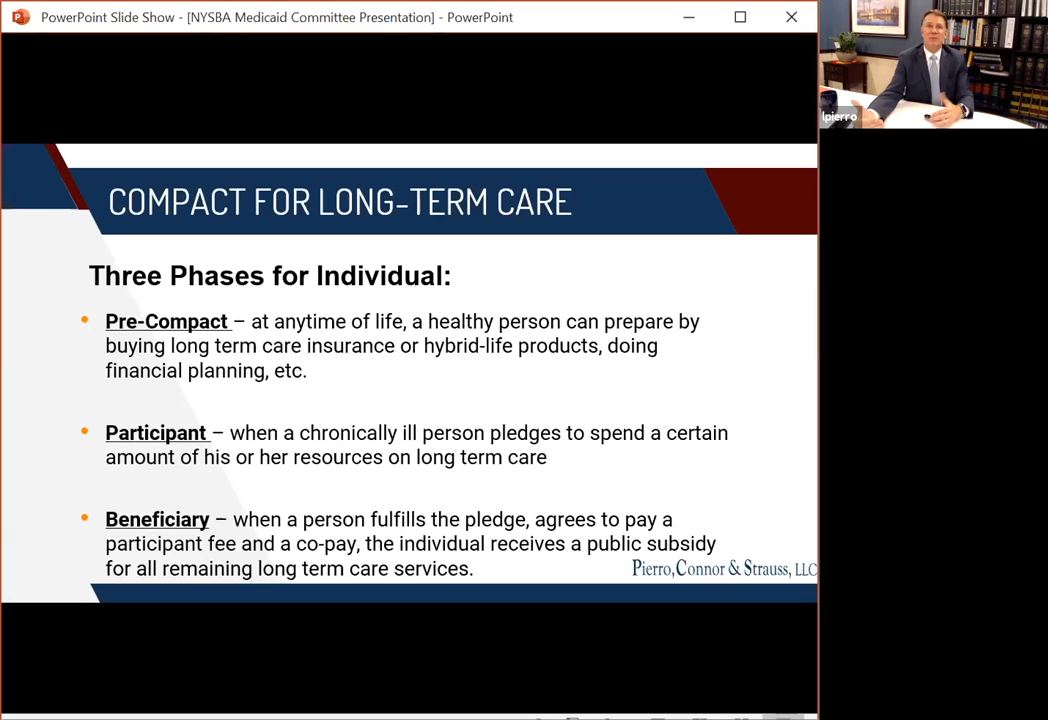 PowerPoint Slide Show - [NYSBA Medicaid Committee Presentation] - PowerPoint
lpierro
COMPACT FOR LONG-TERM CARE
Three Phases for Individual:
• Pre-Compact – at anytime of life, a healthy person can prepare by
buying long term care insurance or hybrid-life products, doing
financial planning, etc.
• Participant – when a chronically ill person pledges to spend a certain
amount of his or her resources on long term care
• Beneficiary – when a person fulfills the pledge, agrees to pay a
participant fee and a co-pay, the individual receives a public subsidy
for all remaining long term care services.
Pierro, Connor & Strauss, LLC